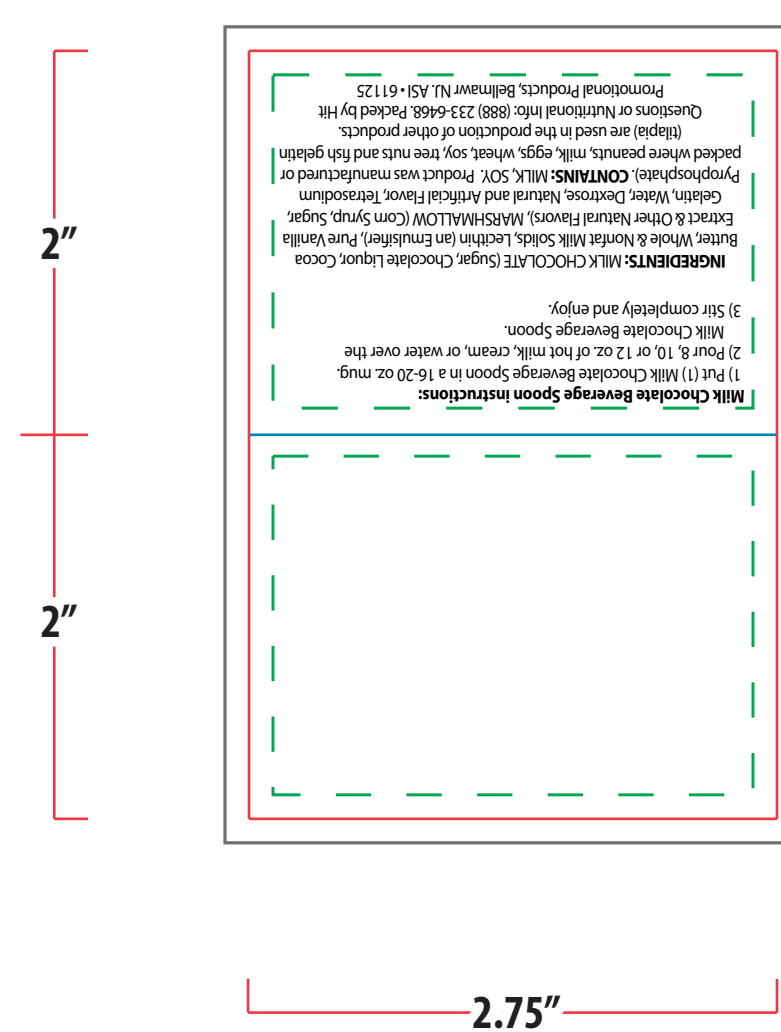 Milk Chocolate Beverage Spoon instructions:
1) Put (1) Milk Chocolate Beverage Spoon in a 16-20 oz. mug.
2) Pour 8, 10, or 12 oz. of hot milk, cream, or water over the
Milk Chocolate Beverage Spoon.
3) Stir completely and enjoy.
INGREDIENTS: MILK CHOCOLATE (Sugar, Chocolate Liquor, Cocoa
Butter, Whole & Nonfat Milk Solids, Lecithin (an Emulsifier), Pure Vanilla
Extract & Other Natural Flavors), MARSHMALLOW (Corn Syrup, Sugar,
Gelatin, Water, Dextrose, Natural and Artificial Flavor, Tetrasodium
Pyrophosphate). CONTAINS: MILK, SOY. Product was manufactured or
packed where peanuts, milk, eggs, wheat, soy, tree nuts and fish gelatin
(tilapia) are used in the production of other products.
Questions or Nutritional Info: (888) 233-6468. Packed by Hit
Promotional Products, Bellmawr NJ. ASI • 61125
2”
2”
2.75”